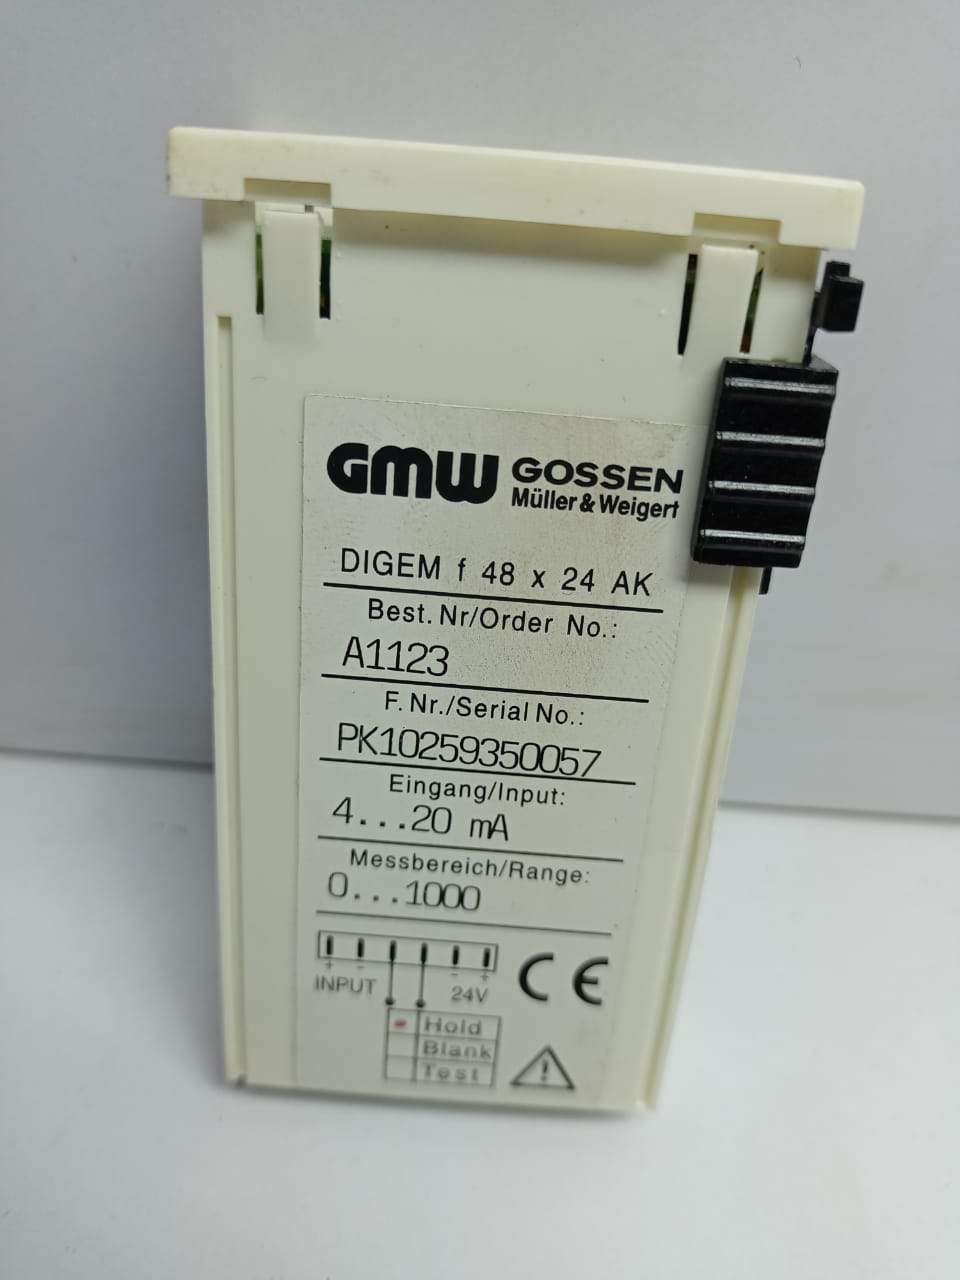 GMW GOSSEN
Müller & Weigert
DIGEM f 48 x 24 AK
Best. Nr/Order No.:
A1123
F. Nr./Serial No.:
PK10259350057
Eingang/Input:
4...20 mA
Messbereich/Range:
0...1000
+ - - +
INPUT 24V
CE
Hold
Blank
Test